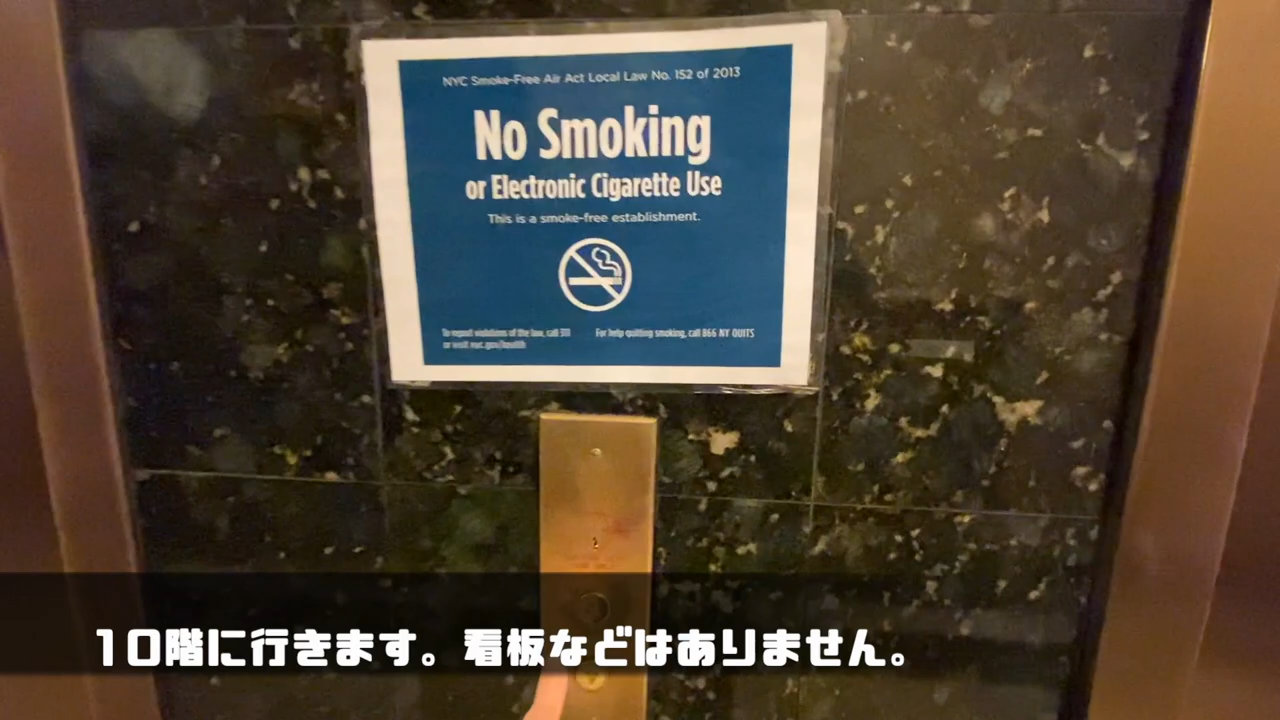 NYC Smoke-Free Air Act Local Law No. 152 of 2013
No Smoking
or Electronic Cigarette Use
This is a smoke-free establishment.
To report violations of the law, call 311
or visit nyc.gov/health
For help quitting smoking, call 866 NY QUITS
10階に行きます。看板などはありません。